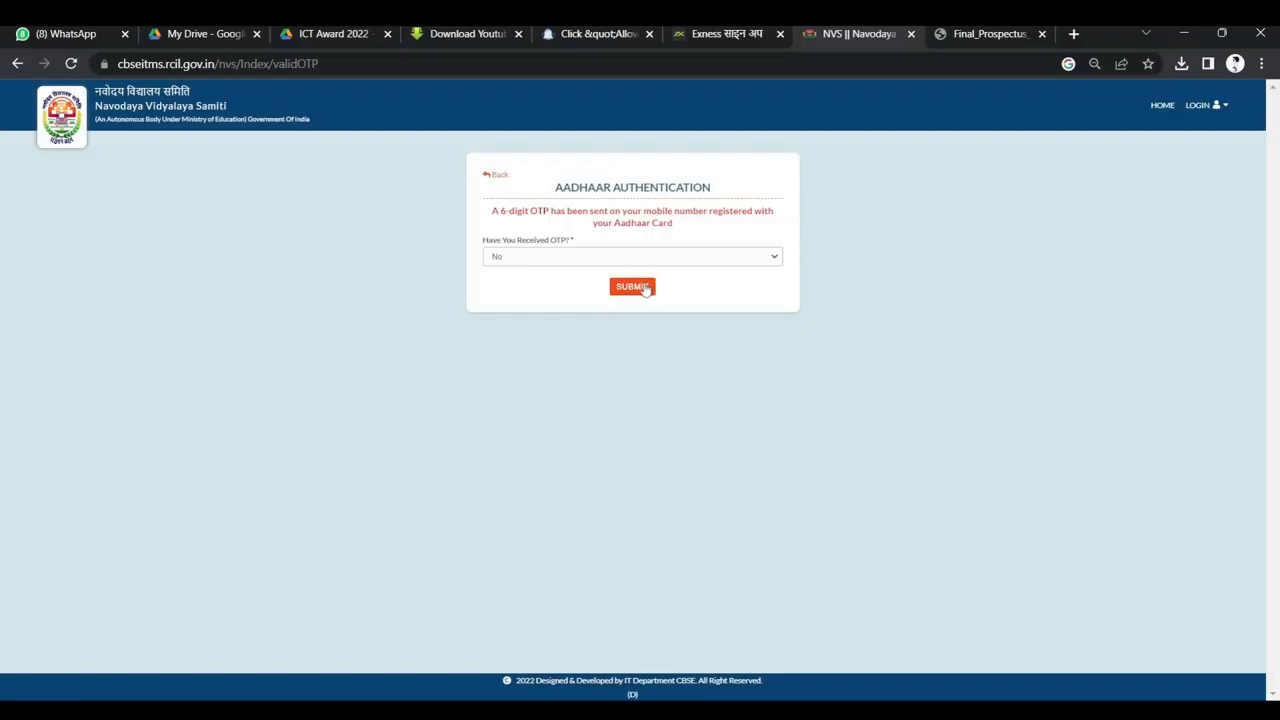 (8) WhatsApp
My Drive - Googl
ICT Award 2022 -
Download Youtub
Click &quot;Allov
Exness साइन अप
NVS || Navodaya
Final_Prospectus_
cbseitms.rcil.gov.in/nvs/Index/validOTP
नवोदय विद्यालय समिति
Navodaya Vidyalaya Samiti
(An Autonomous Body Under Ministry of Education) Government Of India
HOME
LOGIN
Back
AADHAAR AUTHENTICATION
A 6-digit OTP has been sent on your mobile number registered with
your Aadhaar Card
Have You Received OTP? *
No
SUBMIT
2022 Designed & Developed by IT Department CBSE. All Right Reserved.
(D)